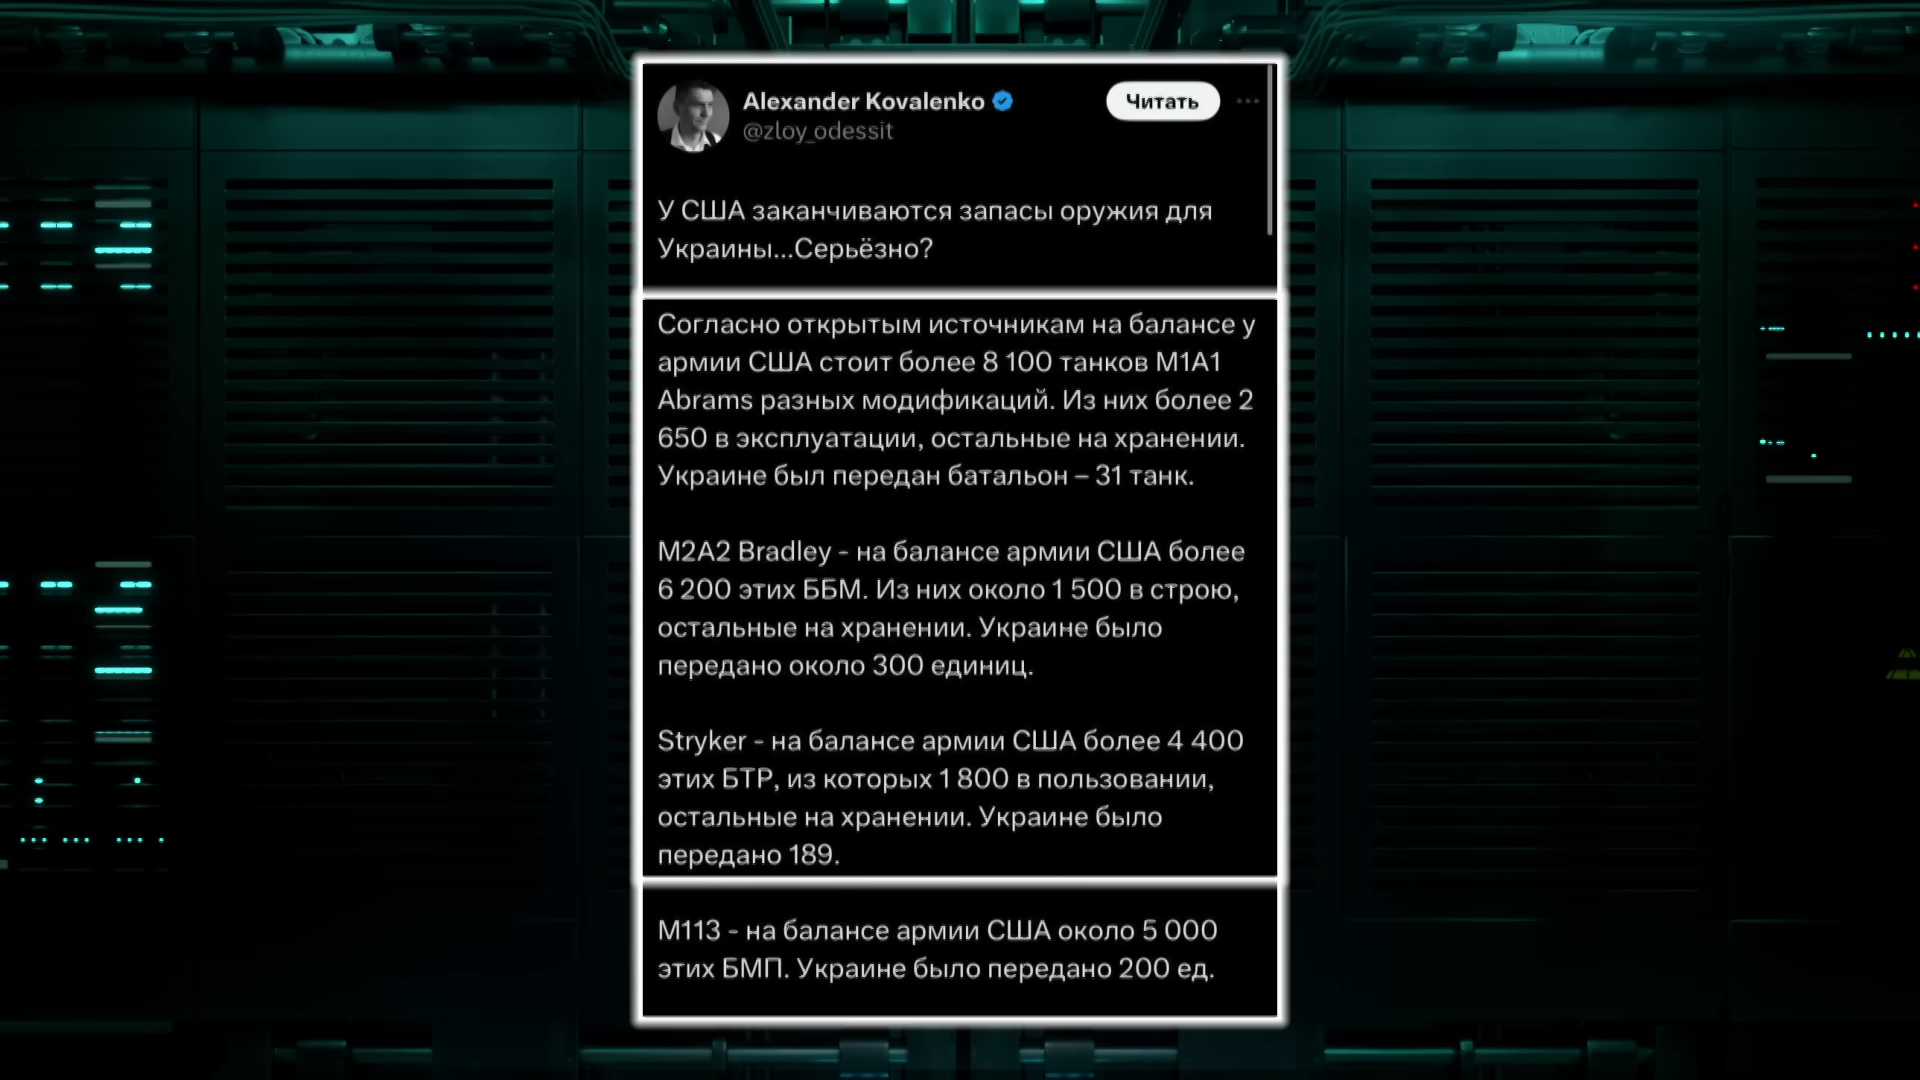 Alexander Kovalenko
Читать
@zloy_odessit
У США заканчиваются запасы оружия для
Украины...Серьёзно?
Согласно открытым источникам на балансе у
армии США стоит более 8 100 танков M1A1
Abrams разных модификаций. Из них более 2
650 в эксплуатации, остальные на хранении.
Украине был передан батальон – 31 танк.
M2A2 Bradley - на балансе армии США более
6 200 этих ББМ. Из них около 1 500 в строю,
остальные на хранении. Украине было
передано около 300 единиц.
Stryker - на балансе армии США более 4 400
этих БТР, из которых 1 800 в пользовании,
остальные на хранении. Украине было
передано 189.
M113 - на балансе армии США около 5 000
этих БМП. Украине было передано 200 ед.